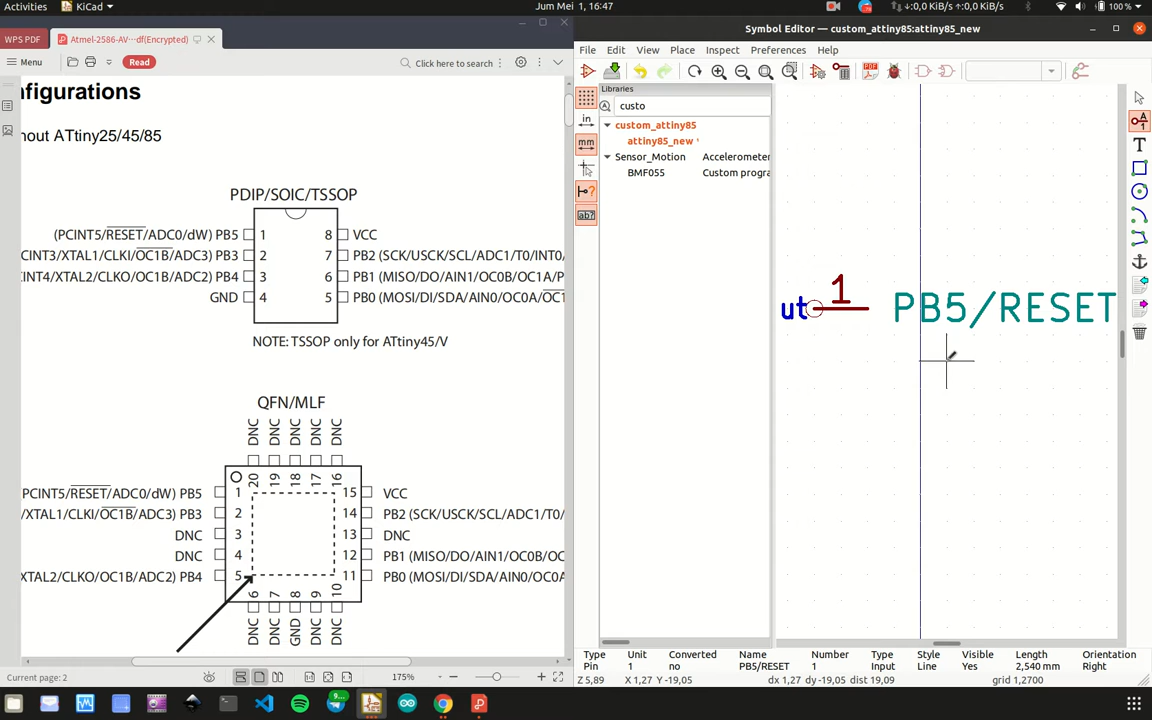 Activities
KiCad
Jum Mei 1, 16:47
↓:0,0 KiB/s ↑:0,0 KiB/s
100 %
WPS PDF
Atmel-2586-AV···df(Encrypted)
Menu
Read
Click here to search
nfigurations
nout ATtiny25/45/85
PDIP/SOIC/TSSOP
(PCINT5/RESET/ADC0/dW) PB5
1
8
VCC
CINT3/XTAL1/CLKI/OC1B/ADC3) PB3
2
7
PB2 (SCK/USCK/SCL/ADC1/T0/INT0/
INT4/XTAL2/CLKO/OC1B/ADC2) PB4
3
6
PB1 (MISO/DO/AIN1/OC0B/OC1A/P
GND
4
5
PB0 (MOSI/DI/SDA/AIN0/OC0A/OC1
NOTE: TSSOP only for ATtiny45/V
QFN/MLF
DNC
DNC
DNC
DNC
DNC
20
19
18
17
16
PCINT5/RESET/ADC0/dW) PB5
1
15
VCC
/XTAL1/CLKI/OC1B/ADC3) PB3
2
14
PB2 (SCK/USCK/SCL/ADC1/T0/
DNC
3
13
DNC
DNC
4
12
PB1 (MISO/DO/AIN1/OC0B/OC
XTAL2/CLKO/OC1B/ADC2) PB4
5
11
PB0 (MOSI/DI/SDA/AIN0/OC0A
6
7
8
9
10
DNC
DNC
GND
DNC
DNC
Current page: 2
175%
Symbol Editor — custom_attiny85:attiny85_new
File Edit View Place Inspect Preferences Help
Libraries
custo
custom_attiny85
attiny85_new *
Sensor_Motion Accelerometer
BMF055 Custom progra
in
mm
ab?
PDF
T
ut
1
PB5/RESET
Type Unit Converted Name Number Type Style Visible Length Orientation
Pin 1 no PB5/RESET 1 Input Line Yes 2,540 mm Right
Z 5,89 X 1,27 Y -19,05 dx 1,27 dy -19,05 dist 19,09 grid 1,2700